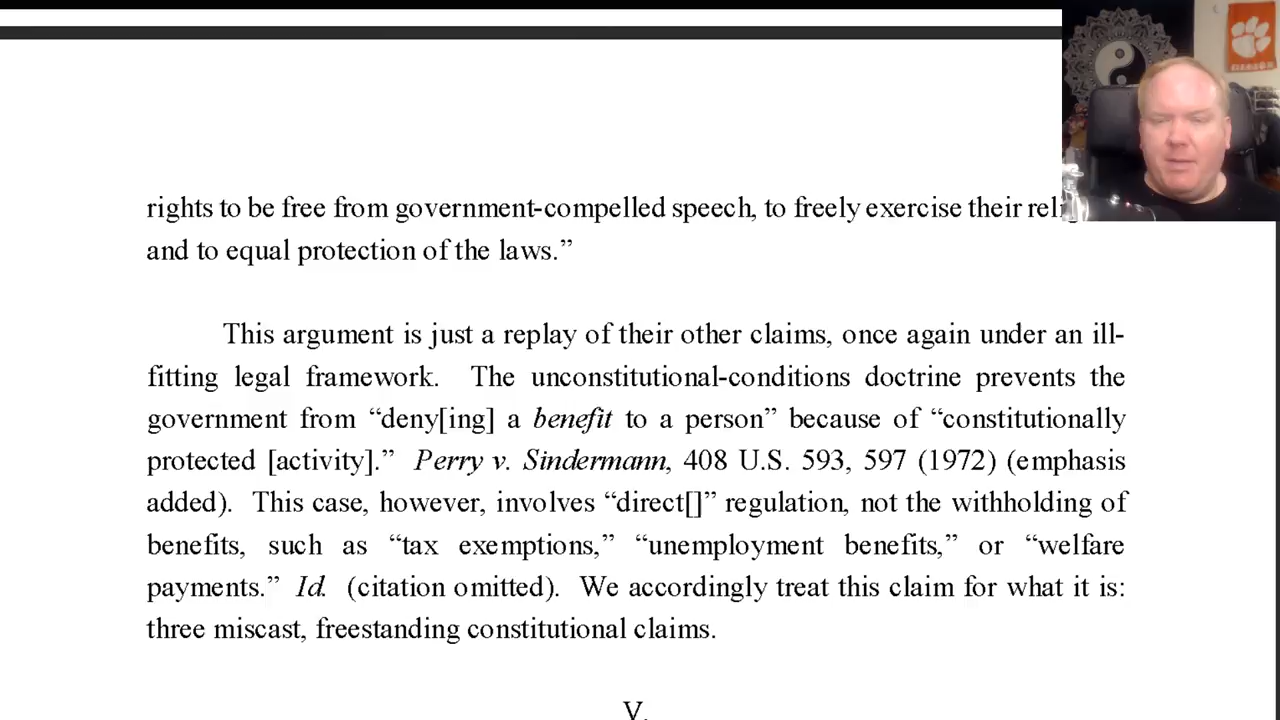 rights to be free from government-compelled speech, to freely exercise their
and to equal protection of the laws.”
This argument is just a replay of their other claims, once again under an ill-
fitting legal framework. The unconstitutional-conditions doctrine prevents the
government from “deny[ing] a benefit to a person” because of “constitutionally
protected [activity].” Perry v. Sindermann, 408 U.S. 593, 597 (1972) (emphasis
added). This case, however, involves “direct[]” regulation, not the withholding of
benefits, such as “tax exemptions,” “unemployment benefits,” or “welfare
payments.” Id. (citation omitted). We accordingly treat this claim for what it is:
three miscast, freestanding constitutional claims.
V.